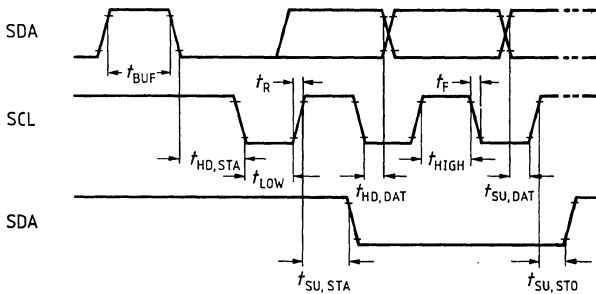 SDA
t_BUF
t_R
t_F
SCL
t_HD,STA
t_LOW
t_HD,DAT
t_HIGH
t_SU,DAT
SDA
t_SU,STA
t_SU,STO